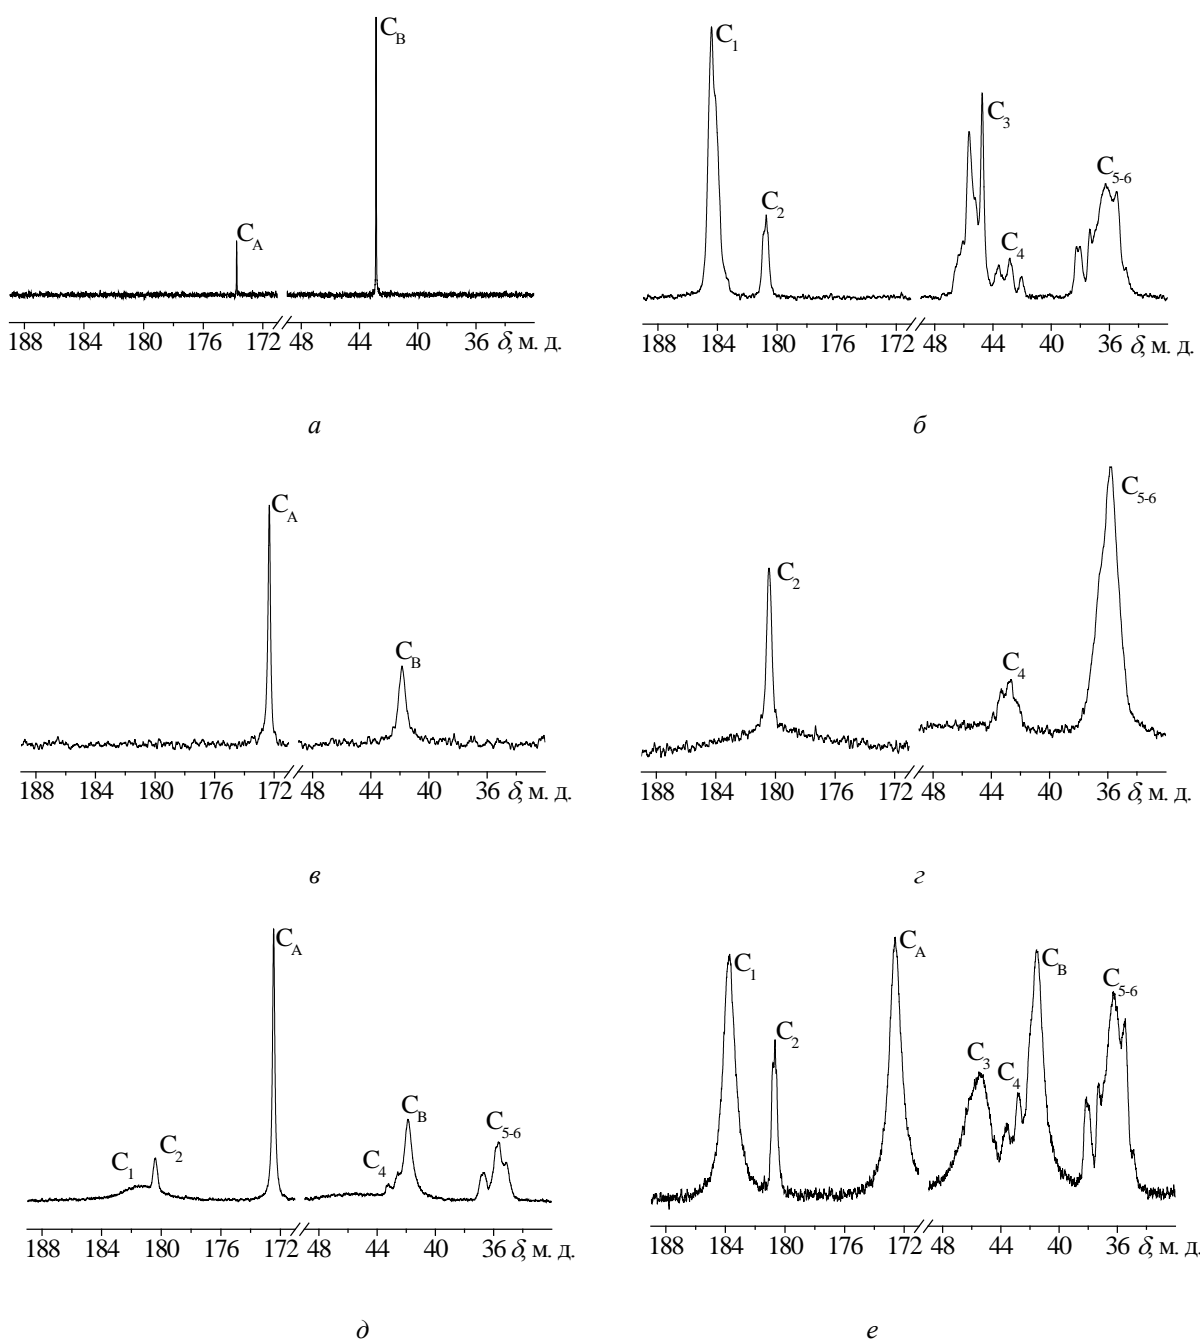 C_A C_B
188 184 180 176 172 48 44 40 36 δ, м. д.
а
C_1 C_2 C_3 C_4 C_5-6
188 184 180 176 172 48 44 40 36 δ, м. д.
б
C_A C_B
188 184 180 176 172 48 44 40 36 δ, м. д.
в
C_2 C_4 C_5-6
188 184 180 176 172 48 44 40 36 δ, м. д.
г
C_1 C_2 C_A C_4 C_B C_5-6
188 184 180 176 172 48 44 40 36 δ, м. д.
д
C_1 C_2 C_A C_3 C_4 C_B C_5-6
188 184 180 176 172 48 44 40 36 δ, м. д.
е